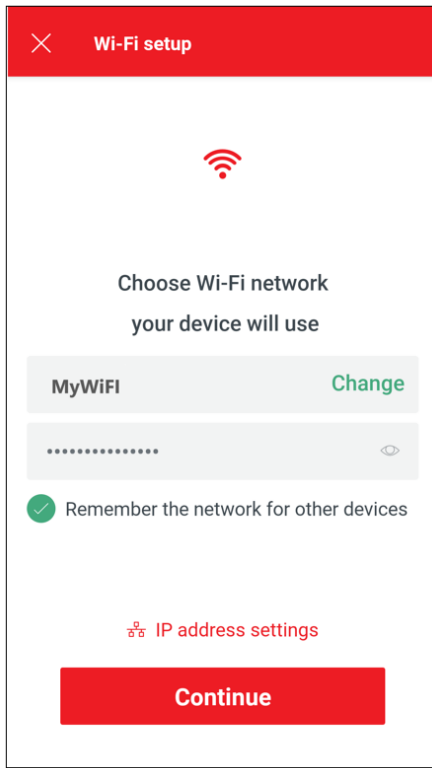 Wi-Fi setup
Choose Wi-Fi network
your device will use
MyWiFI
Change
•••••••••••••••
Remember the network for other devices
IP address settings
Continue